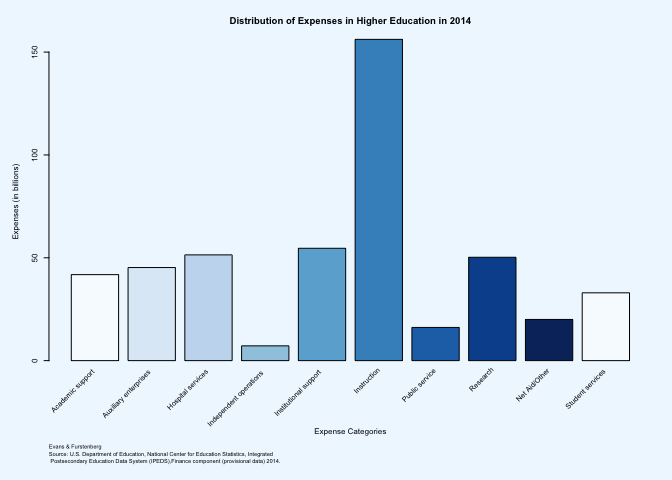 Distribution of Expenses in Higher Education in 2014
Expenses (in billions)
150
100
50
0
Academic support
Auxiliary enterprises
Hospital services
Independent operations
Institutional support
Instruction
Public service
Research
Net Aid/Other
Student services
Expense Categories
Evans & Furstenberg
Source: U.S. Department of Education, National Center for Education Statistics, Integrated
Postsecondary Education Data System (IPEDS),Finance component (provisional data) 2014.